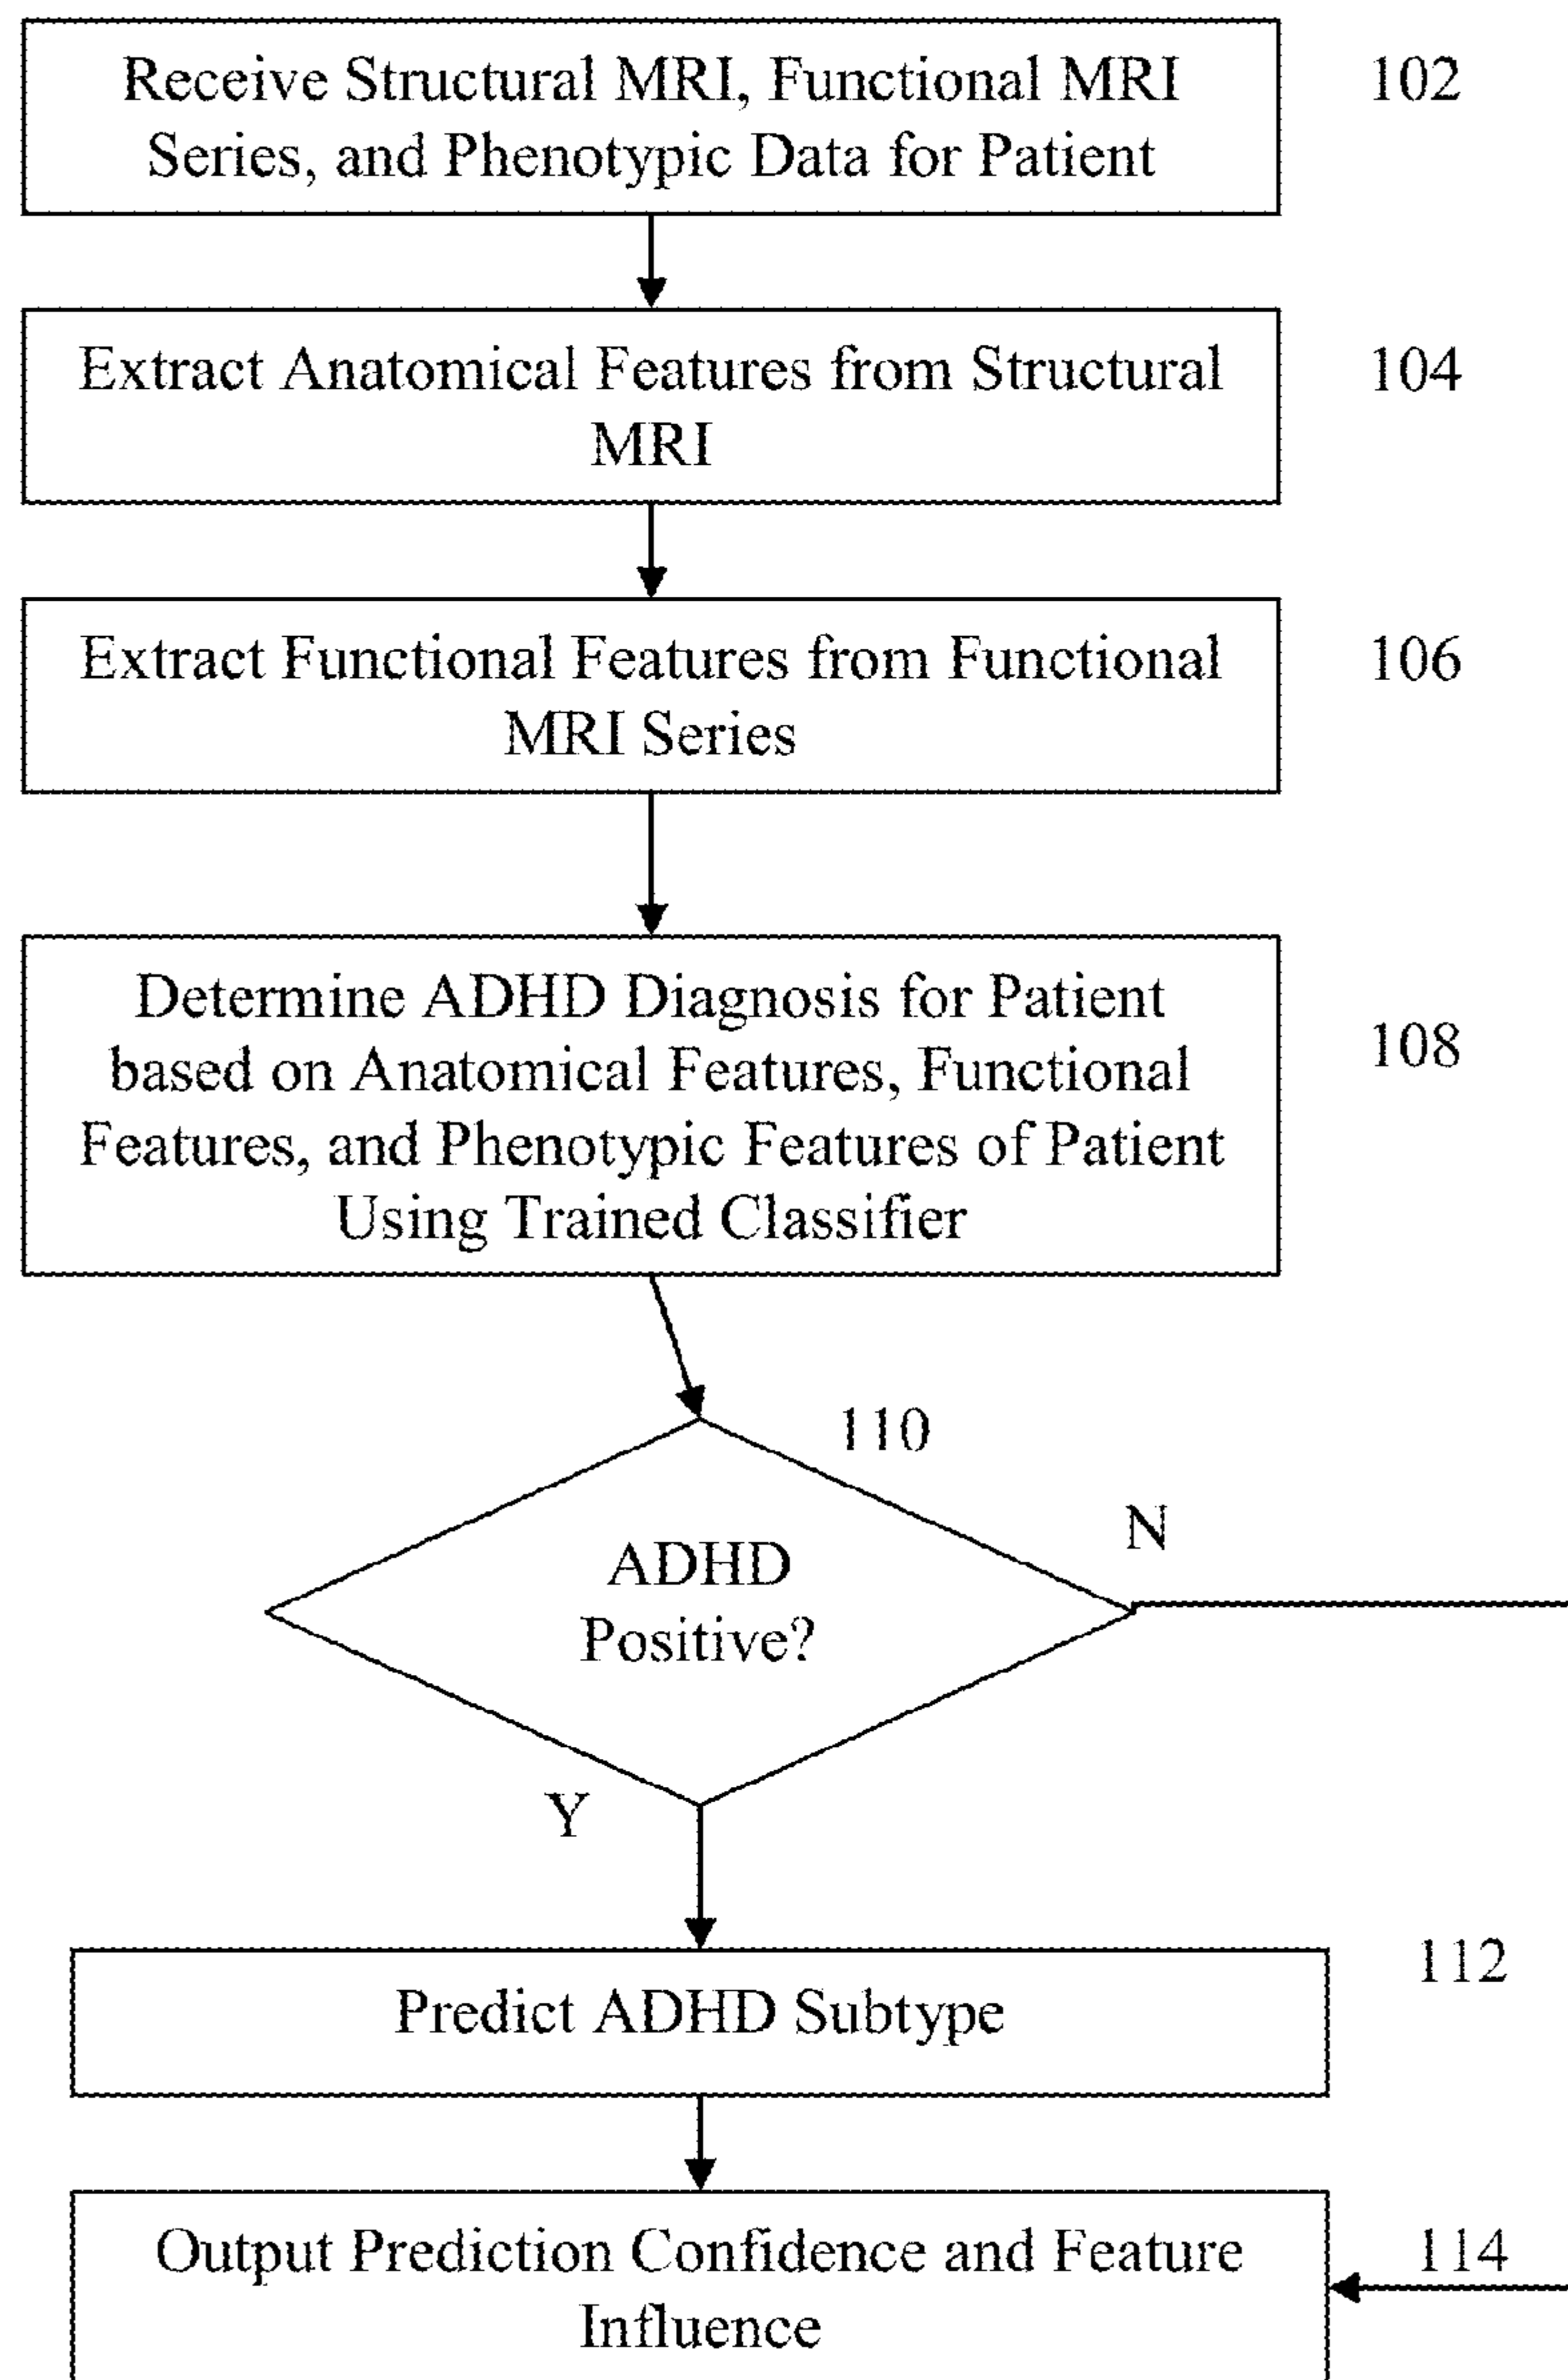 Receive Structural MRI, Functional MRI
Series, and Phenotypic Data for Patient
102
Extract Anatomical Features from Structural
MRI
104
Extract Functional Features from Functional
MRI Series
106
Determine ADHD Diagnosis for Patient
based on Anatomical Features, Functional
Features, and Phenotypic Features of Patient
Using Trained Classifier
108
110
ADHD
Positive?
N
Y
Predict ADHD Subtype
112
Output Prediction Confidence and Feature
Influence
114